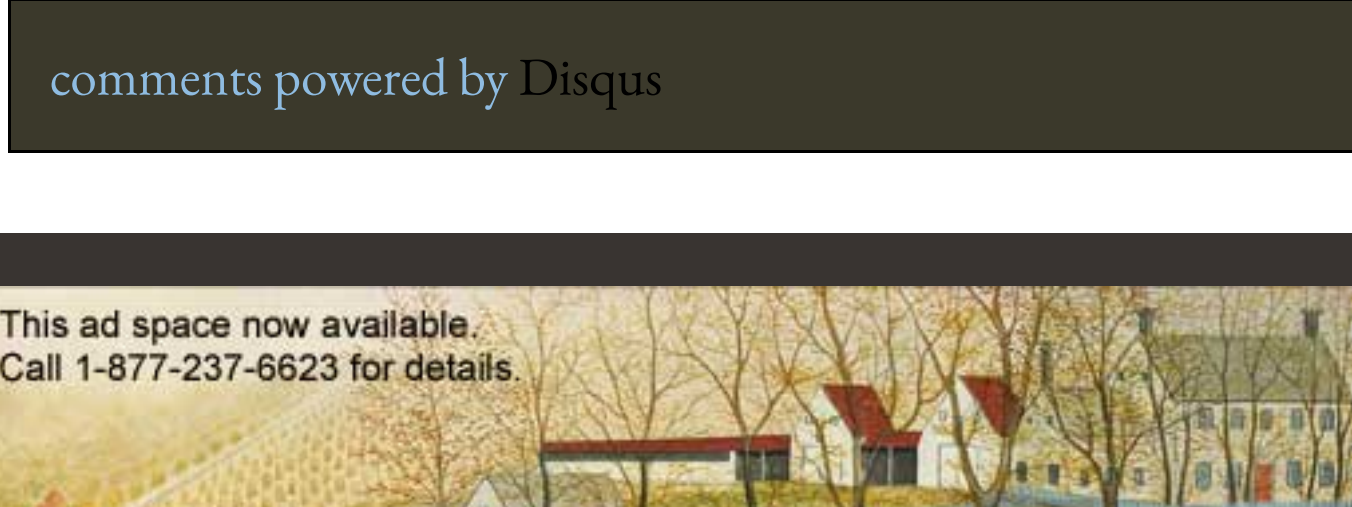 comments powered by Disqus
This ad space now available.
Call 1-877-237-6623 for details.